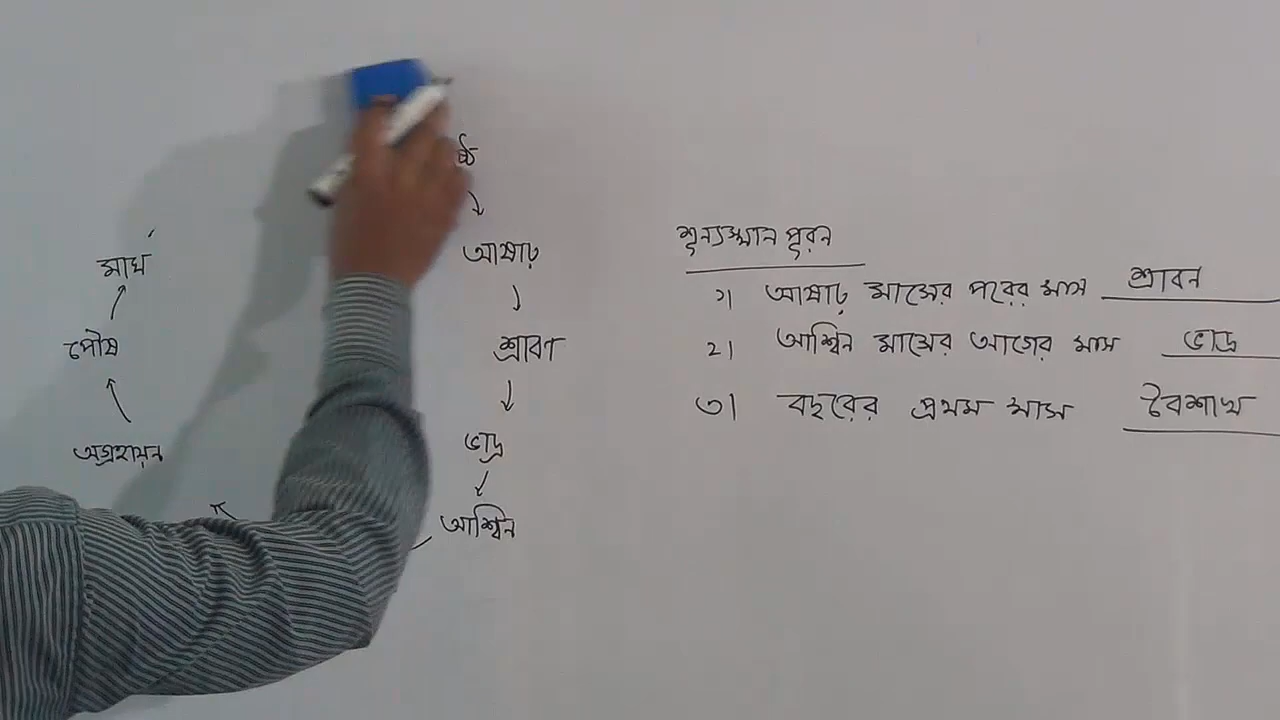 আষাঢ়
শ্রাবণ
ভাদ্র
আশ্বিন
অগ্রহায়ন
পৌষ
মাঘ
শূন্যস্থান পূরন
১। আষাঢ় মাসের পরের মাস শ্রাবন
২। আশ্বিন মাসের আগের মাস ভাদ্র
৩। বছরের প্রথম মাস বৈশাখ